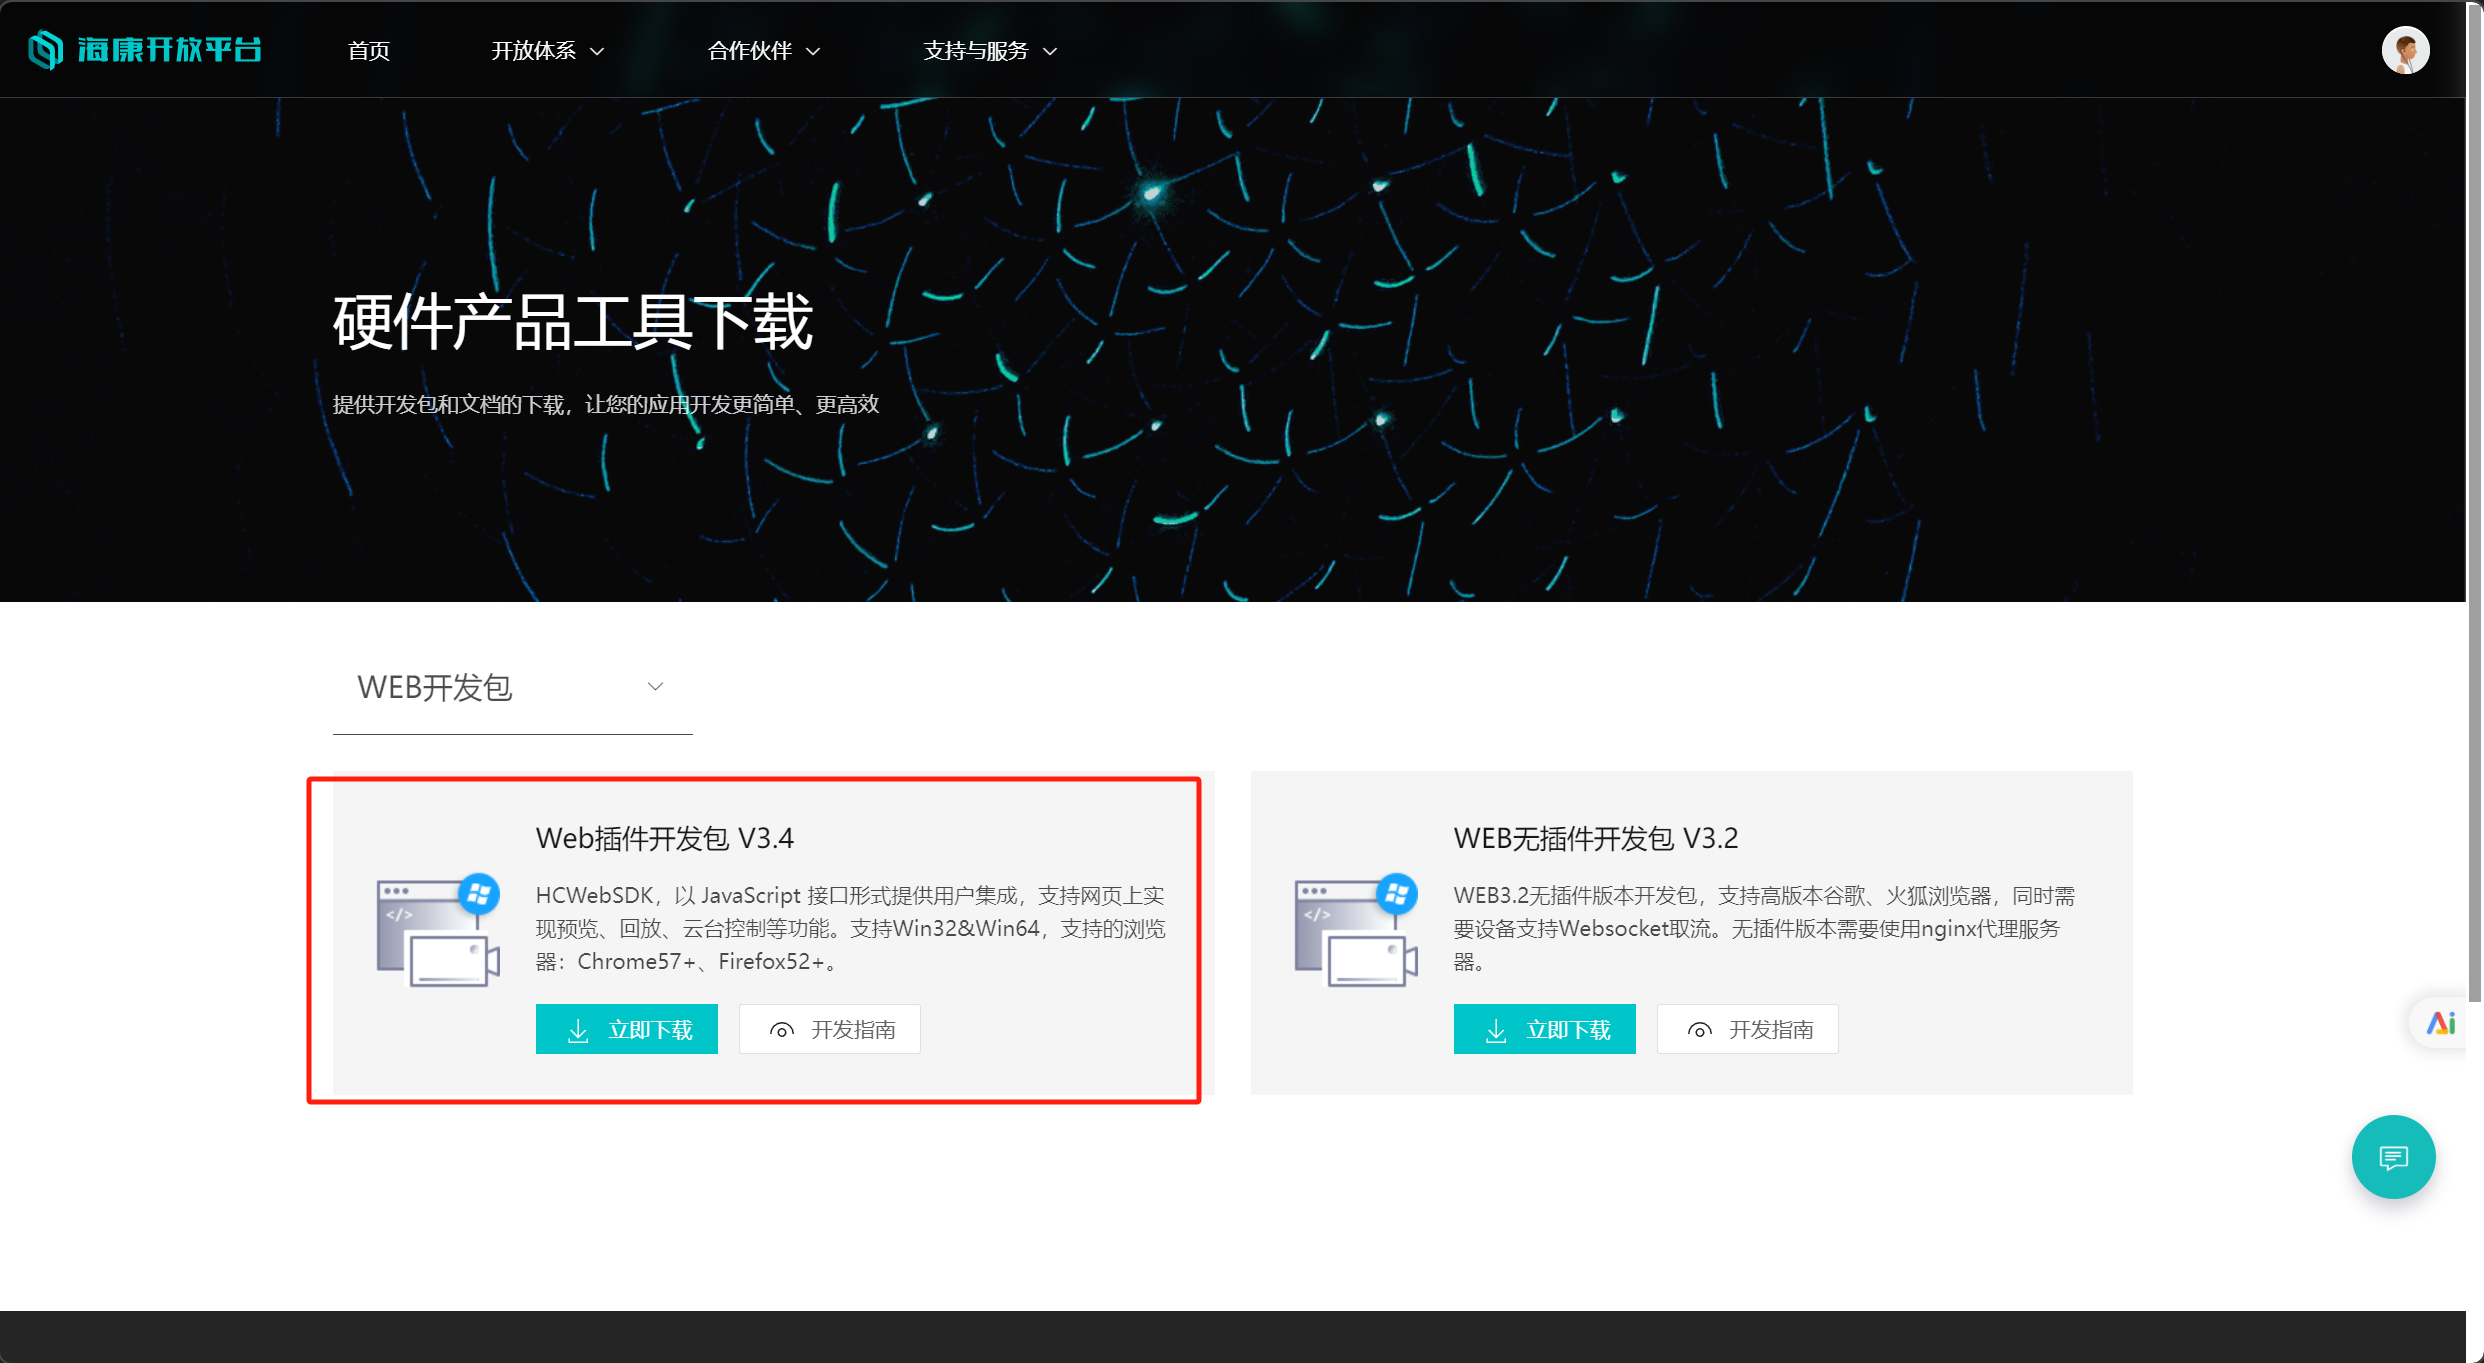 海康开放平台
首页
开放体系
合作伙伴
支持与服务
硬件产品工具下载
提供开发包和文档的下载，让您的应用开发更简单、更高效
WEB开发包
Web插件开发包 V3.4
HCWebSDK，以 JavaScript 接口形式提供用户集成，支持网页上实
现预览、回放、云台控制等功能。支持Win32&Win64，支持的浏览
器：Chrome57+、Firefox52+。
立即下载
开发指南
WEB无插件开发包 V3.2
WEB3.2无插件版本开发包，支持高版本谷歌、火狐浏览器，同时需
要设备支持Websocket取流。无插件版本需要使用nginx代理服务
器。
立即下载
开发指南
Ai